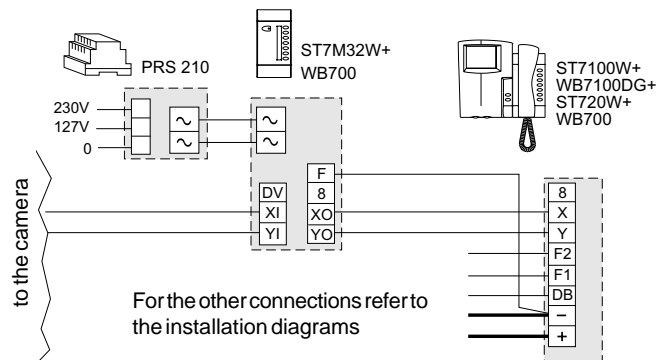 ST7M32W+
WB700
PRS 210
ST7100W+
WB7100DG+
ST720W+
WB700
230V
127V
0
~
~
~
~
F
DV
8
XI
XO
YI
YO
8
X
Y
F2
F1
DB
–
+
to the camera
For the other connections refer to
the installation diagrams